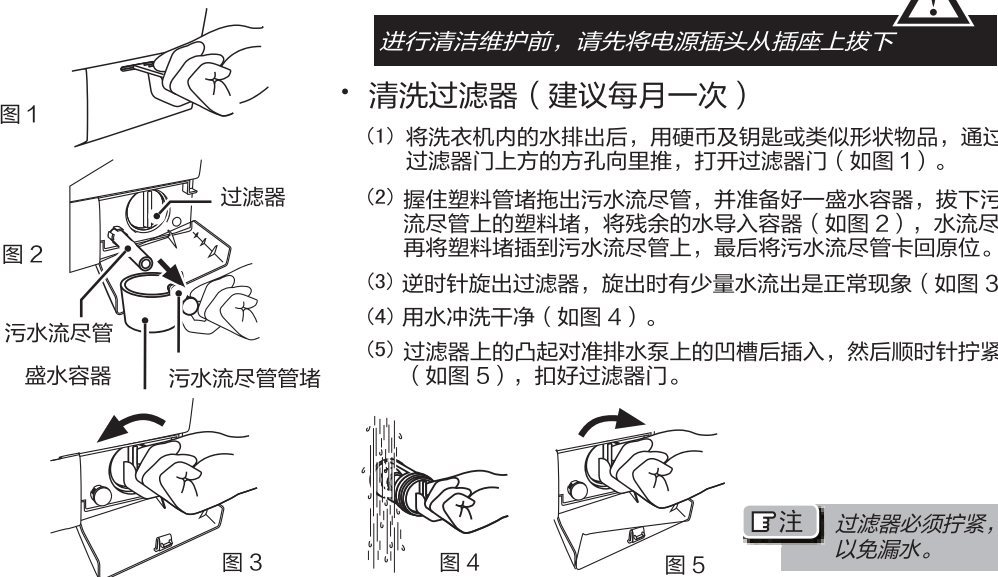 进行清洁维护前，请先将电源插头从插座上拔下
· 清洗过滤器（建议每月一次）
（1）将洗衣机内的水排出后，用硬币及钥匙或类似形状物品，通过
过滤器门上方的方孔向里推，打开过滤器门（如图1）。
（2）握住塑料管堵拖出污水流尽管，并准备好一盛水容器，拔下污
流尽管上的塑料堵，将残余的水导入容器（如图2），水流尽
再将塑料堵插到污水流尽管上，最后将污水流尽管卡回原位。
（3）逆时针旋出过滤器，旋出时有少量水流出是正常现象（如图3
（4）用水冲洗干净（如图4）。
（5）过滤器上的凸起对准排水泵上的凹槽后插入，然后顺时针拧紧
（如图5），扣好过滤器门。
图1
过滤器
图2
污水流尽管
盛水容器
污水流尽管管堵
图3
图4
图5
注
过滤器必须拧紧，
以免漏水。